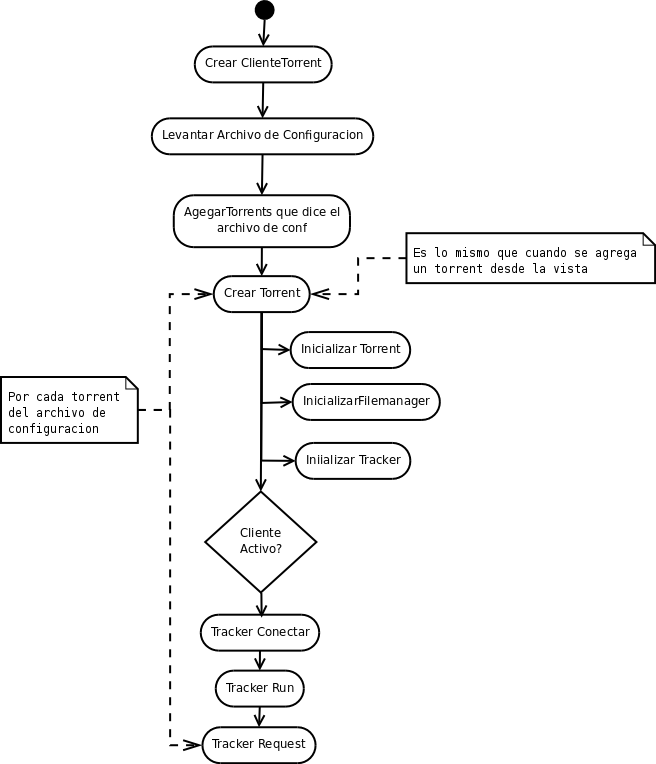 Crear ClienteTorrent
Levantar Archivo de Configuracion
AgegarTorrents que dice el
archivo de conf
Es lo mismo que cuando se agrega
un torrent desde la vista
Crear Torrent
Inicializar Torrent
Por cada torrent
del archivo de
configuracion
InicializarFilemanager
Iniializar Tracker
Cliente
Activo?
Tracker Conectar
Tracker Run
Tracker Request